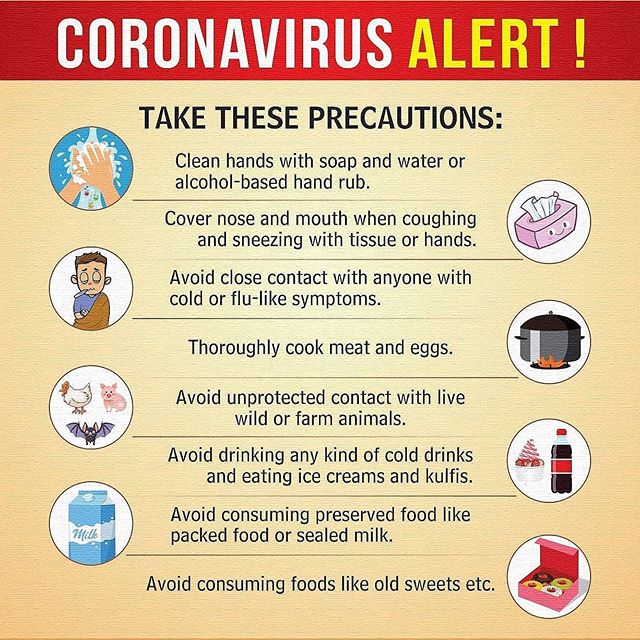 CORONAVIRUS ALERT !
TAKE THESE PRECAUTIONS:
Clean hands with soap and water or
alcohol-based hand rub.
Cover nose and mouth when coughing
and sneezing with tissue or hands.
Avoid close contact with anyone with
cold or flu-like symptoms.
Thoroughly cook meat and eggs.
Avoid unprotected contact with live
wild or farm animals.
Avoid drinking any kind of cold drinks
and eating ice creams and kulfis.
Milk
Avoid consuming preserved food like
packed food or sealed milk.
Avoid consuming foods like old sweets etc.